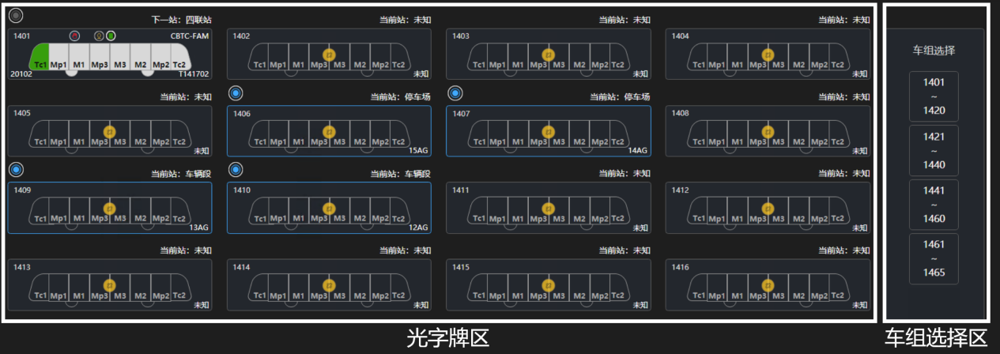 下一站：四联站
当前站：未知
当前站：未知
当前站：未知
1401 CBTC-FAM
Tc1 Mp1 M1 Mp3 M3 M2 Mp2 Tc2
20102 T141702
1402
Tc1 Mp1 M1 Mp3 M3 M2 Mp2 Tc2
未知
1403
Tc1 Mp1 M1 Mp3 M3 M2 Mp2 Tc2
未知
1404
Tc1 Mp1 M1 Mp3 M3 M2 Mp2 Tc2
未知
当前站：未知
当前站：停车场
当前站：停车场
当前站：未知
1405
Tc1 Mp1 M1 Mp3 M3 M2 Mp2 Tc2
未知
1406
Tc1 Mp1 M1 Mp3 M3 M2 Mp2 Tc2
15AG
1407
Tc1 Mp1 M1 Mp3 M3 M2 Mp2 Tc2
14AG
1408
Tc1 Mp1 M1 Mp3 M3 M2 Mp2 Tc2
未知
当前站：车辆段
当前站：车辆段
当前站：未知
当前站：未知
1409
Tc1 Mp1 M1 Mp3 M3 M2 Mp2 Tc2
13AG
1410
Tc1 Mp1 M1 Mp3 M3 M2 Mp2 Tc2
12AG
1411
Tc1 Mp1 M1 Mp3 M3 M2 Mp2 Tc2
未知
1412
Tc1 Mp1 M1 Mp3 M3 M2 Mp2 Tc2
未知
当前站：未知
当前站：未知
当前站：未知
当前站：未知
1413
Tc1 Mp1 M1 Mp3 M3 M2 Mp2 Tc2
未知
1414
Tc1 Mp1 M1 Mp3 M3 M2 Mp2 Tc2
未知
1415
Tc1 Mp1 M1 Mp3 M3 M2 Mp2 Tc2
未知
1416
Tc1 Mp1 M1 Mp3 M3 M2 Mp2 Tc2
未知
车组选择
1401
~
1420
1421
~
1440
1441
~
1460
1461
~
1465
光字牌区
车组选择区